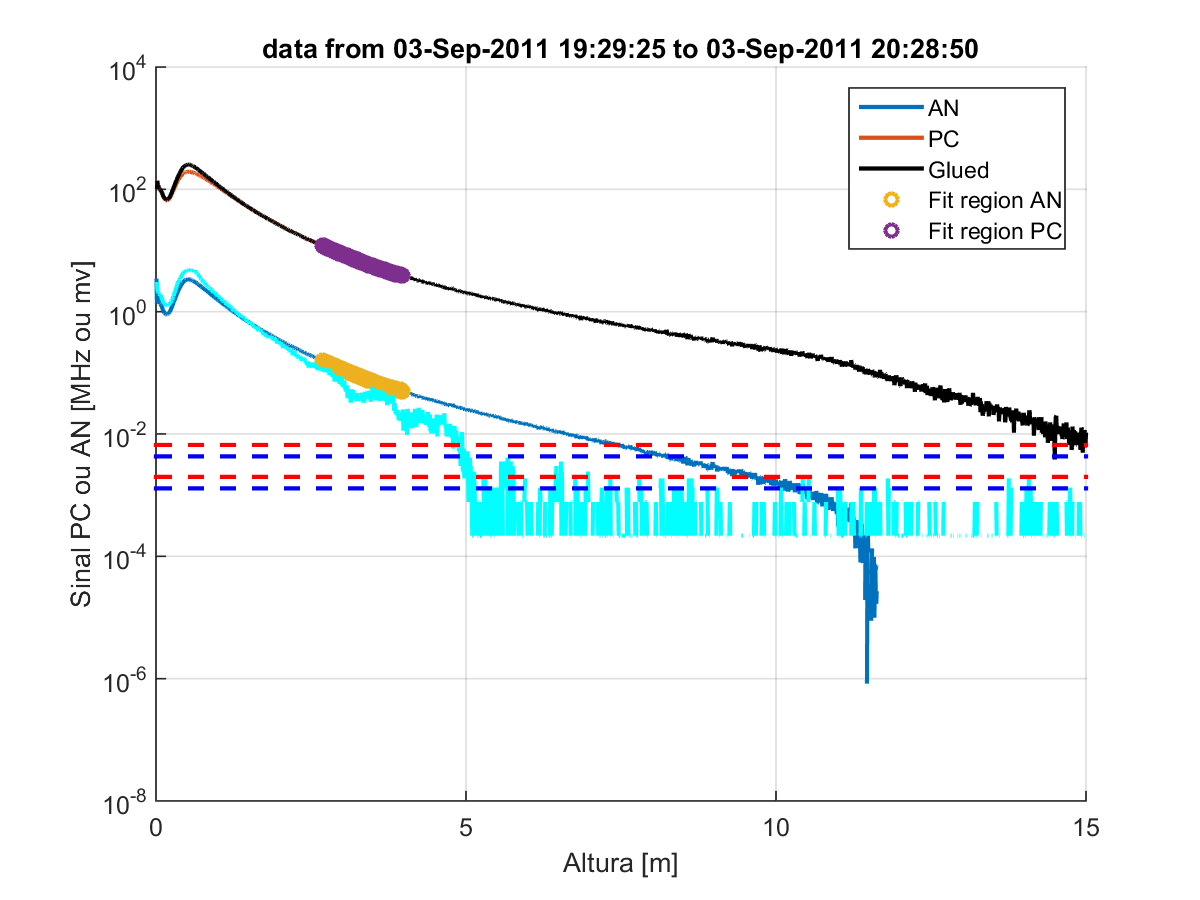 data from 03-Sep-2011 19:29:25 to 03-Sep-2011 20:28:50
AN
PC
Glued
Fit region AN
Fit region PC
Sinal PC ou AN [MHz ou mv]
10^4
10^2
10^0
10^-2
10^-4
10^-6
10^-8
0 5 10 15
Altura [m]